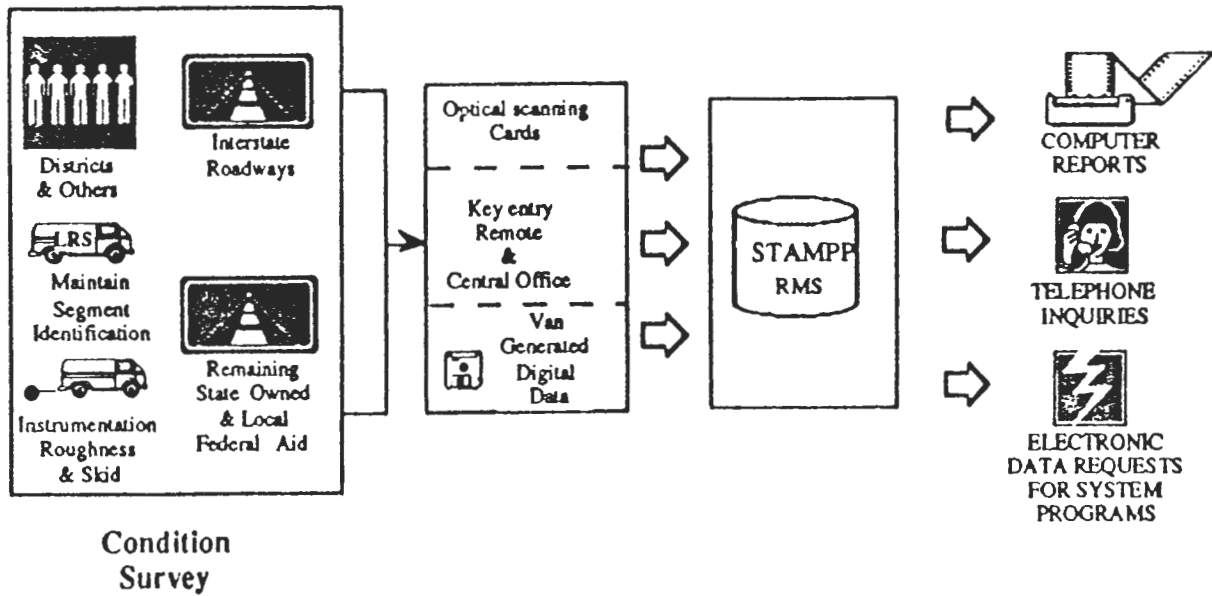 Districts
& Others
Interstate
Roadways
LRS
Maintain
Segment
Identification
Instrumentation
Roughness
& Skid
Remaining
State Owned
& Local
Federal Aid
Condition
Survey
Optical scanning
Cards
Key entry
Remote
&
Central Office
Van
Generated
Digital
Data
STAMPP
RMS
COMPUTER
REPORTS
TELEPHONE
INQUIRIES
ELECTRONIC
DATA REQUESTS
FOR SYSTEM
PROGRAMS